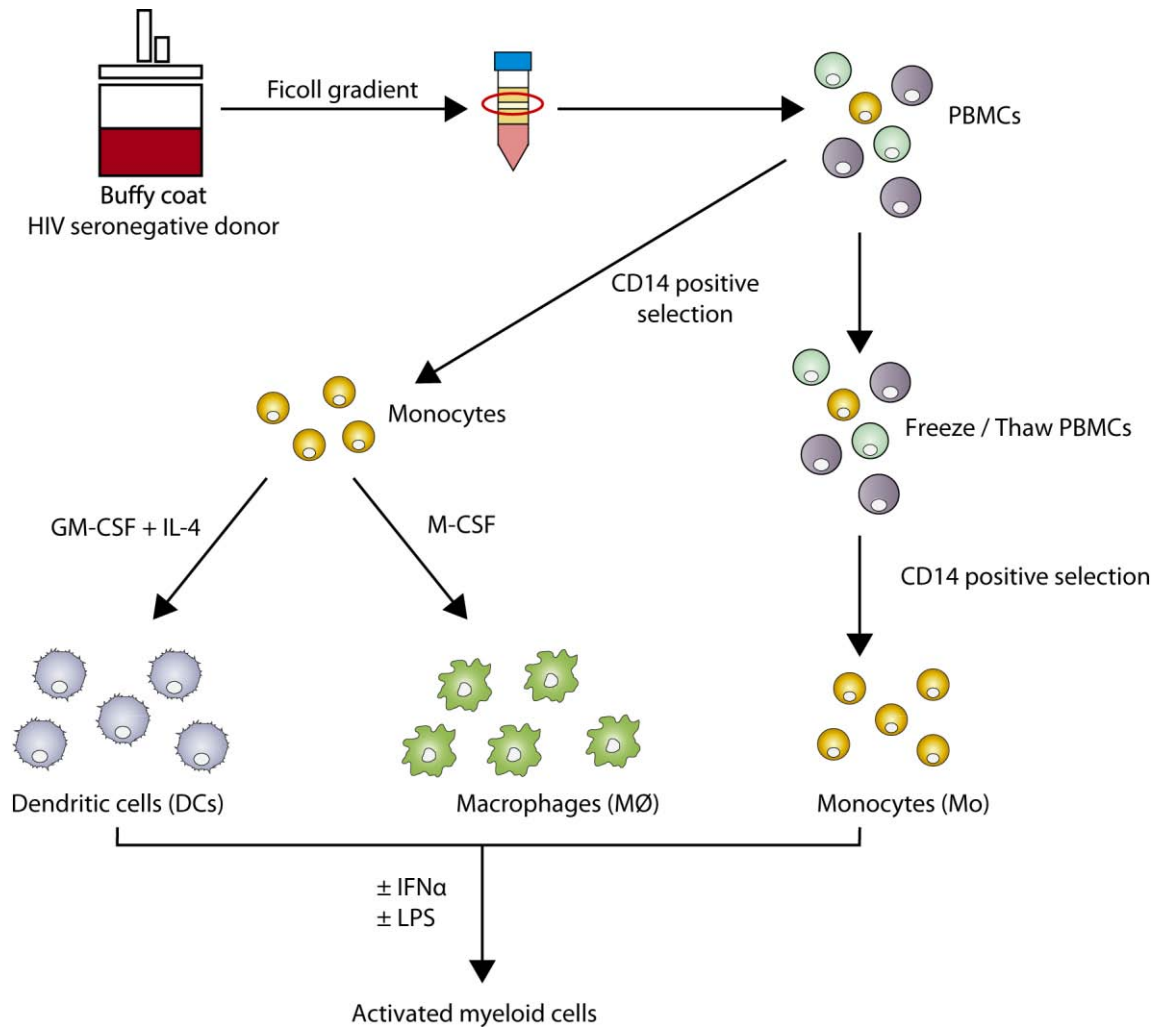 Ficoll gradient
PBMCs
Buffy coat
HIV seronegative donor
CD14 positive
selection
Monocytes
Freeze / Thaw PBMCs
GM-CSF + IL-4
M-CSF
CD14 positive selection
Dendritic cells (DCs)
Macrophages (MØ)
Monocytes (Mo)
± IFNα
± LPS
Activated myeloid cells